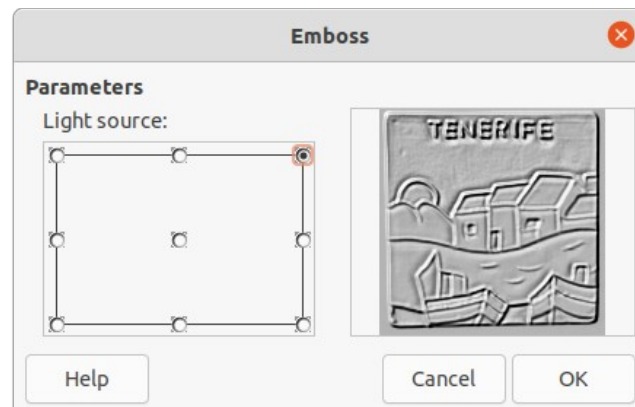 Emboss
Parameters
Light source:
TENERIFE
Help
Cancel
OK